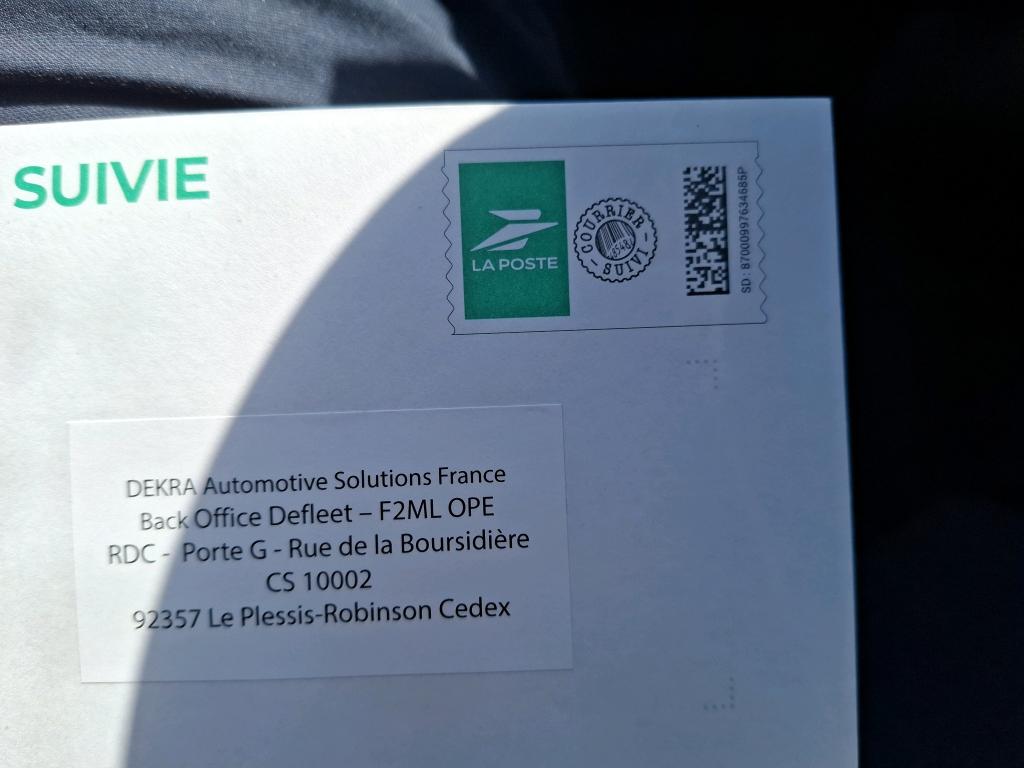 SUIVIE
LA POSTE
COURRIER
SUIVI
SD : 87000997634685P
DEKRA Automotive Solutions France
Back Office Defleet – F2ML OPE
RDC - Porte G - Rue de la Boursidière
CS 10002
92357 Le Plessis-Robinson Cedex